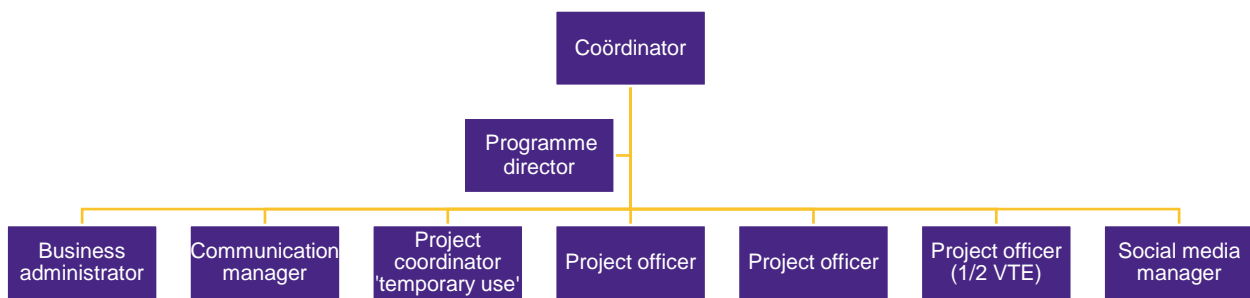 Coördinator
Programme
director
Business
administrator
Communication
manager
Project
coordinator
'temporary use'
Project officer
Project officer
Project officer
(1/2 VTE)
Social media
manager